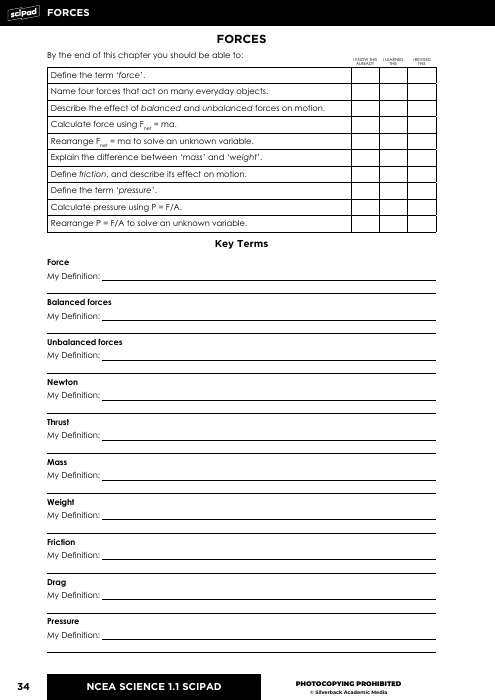 scipad FORCES
FORCES
By the end of this chapter you should be able to:
I KNOW THIS ALREADY
I LEARNED THIS
I REVISED THIS
Define the term ‘force’.
Name four forces that act on many everyday objects.
Describe the effect of balanced and unbalanced forces on motion.
Calculate force using Fnet = ma.
Rearrange Fnet = ma to solve an unknown variable.
Explain the difference between ‘mass’ and ‘weight’.
Define friction, and describe its effect on motion.
Define the term ‘pressure’.
Calculate pressure using P = F/A.
Rearrange P = F/A to solve an unknown variable.
Key Terms
Force
My Definition:
Balanced forces
My Definition:
Unbalanced forces
My Definition:
Newton
My Definition:
Thrust
My Definition:
Mass
My Definition:
Weight
My Definition:
Friction
My Definition:
Drag
My Definition:
Pressure
My Definition:
34
NCEA SCIENCE 1.1 SCIPAD
PHOTOCOPYING PROHIBITED
© Silverback Academic Media